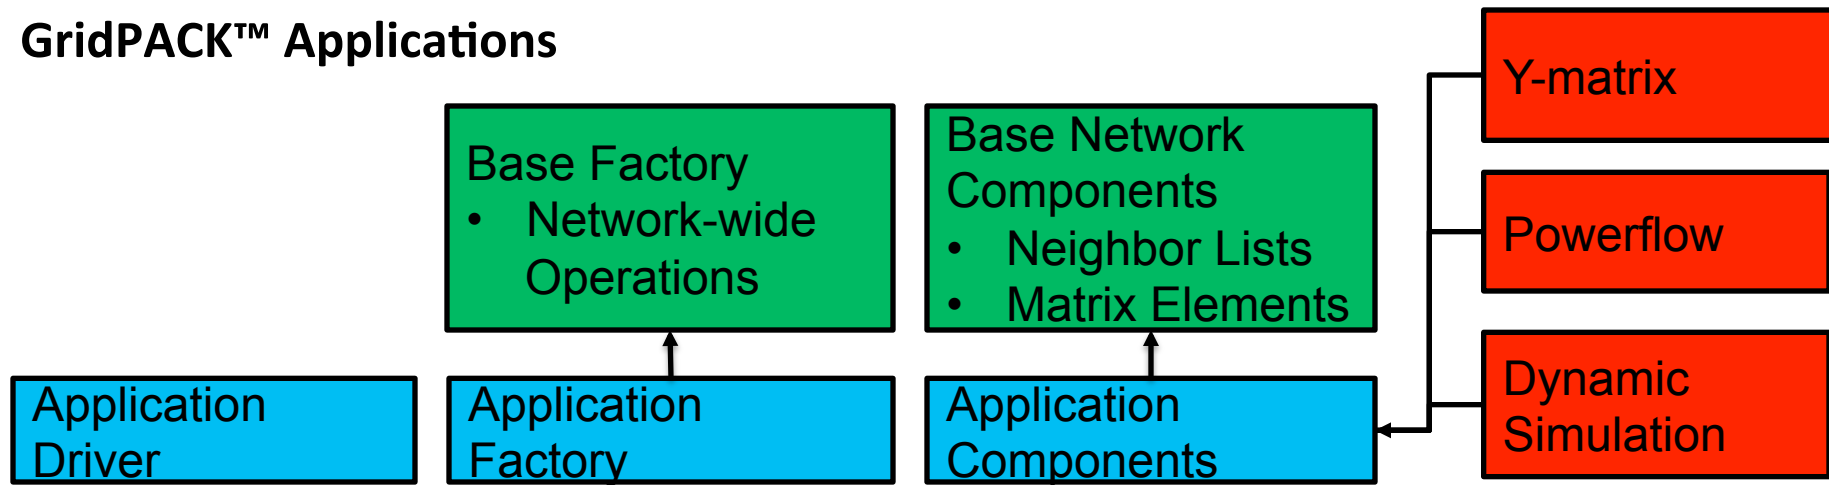 GridPACK™ Applications
Base Factory
• Network-wide
Operations
Base Network
Components
• Neighbor Lists
• Matrix Elements
Y-matrix
Powerflow
Dynamic
Simulation
Application
Driver
Application
Factory
Application
Components